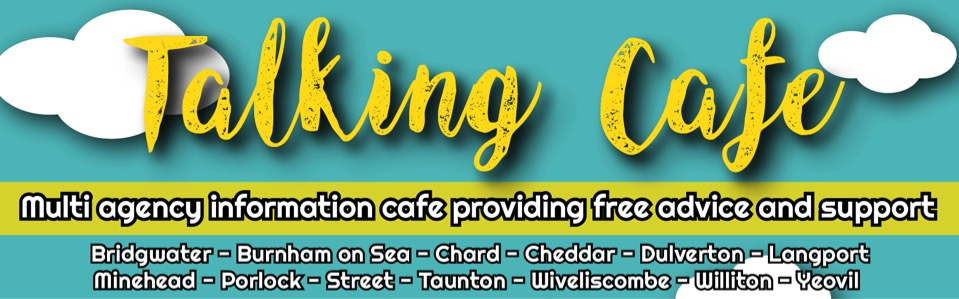 Talking Cafe
Multi agency information cafe providing free advice and support
Bridgwater - Burnham on Sea - Chard - Cheddar - Dulverton - Langport
Minehead - Porlock - Street - Taunton - Wiveliscombe - Williton - Yeovil